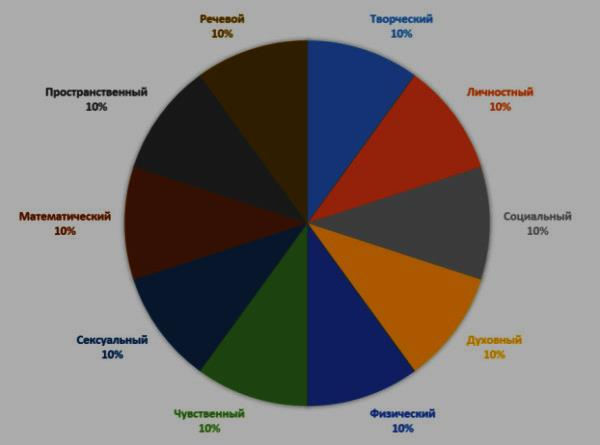 Речевой
10%
Творческий
10%
Пространственный
10%
Личностный
10%
Математический
10%
Социальный
10%
Сексуальный
10%
Духовный
10%
Чувственный
10%
Физический
10%